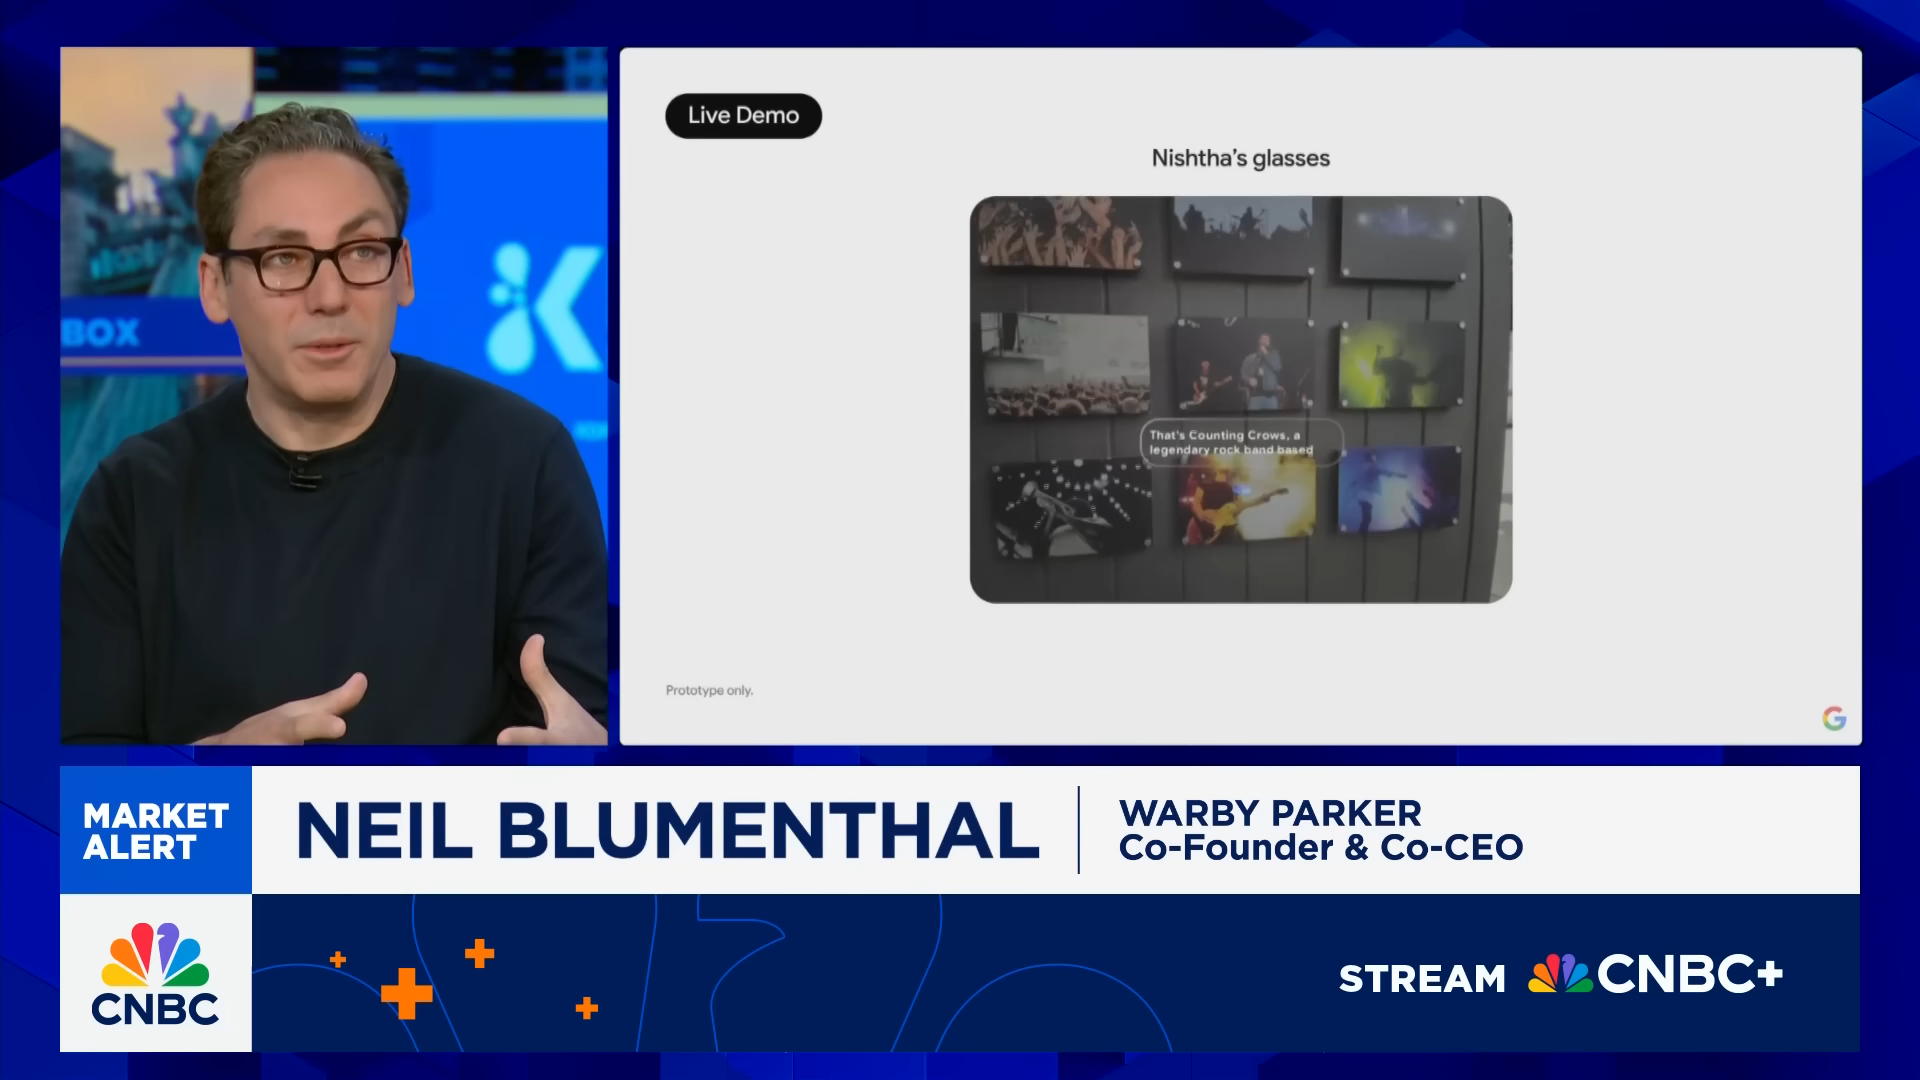 BOX
K
Live Demo
Nishtha's glasses
That's Counting Crows, a
legendary rock band based
Prototype only.
G
MARKET
ALERT
NEIL BLUMENTHAL
WARBY PARKER
Co-Founder & Co-CEO
CNBC
STREAM CNBC+